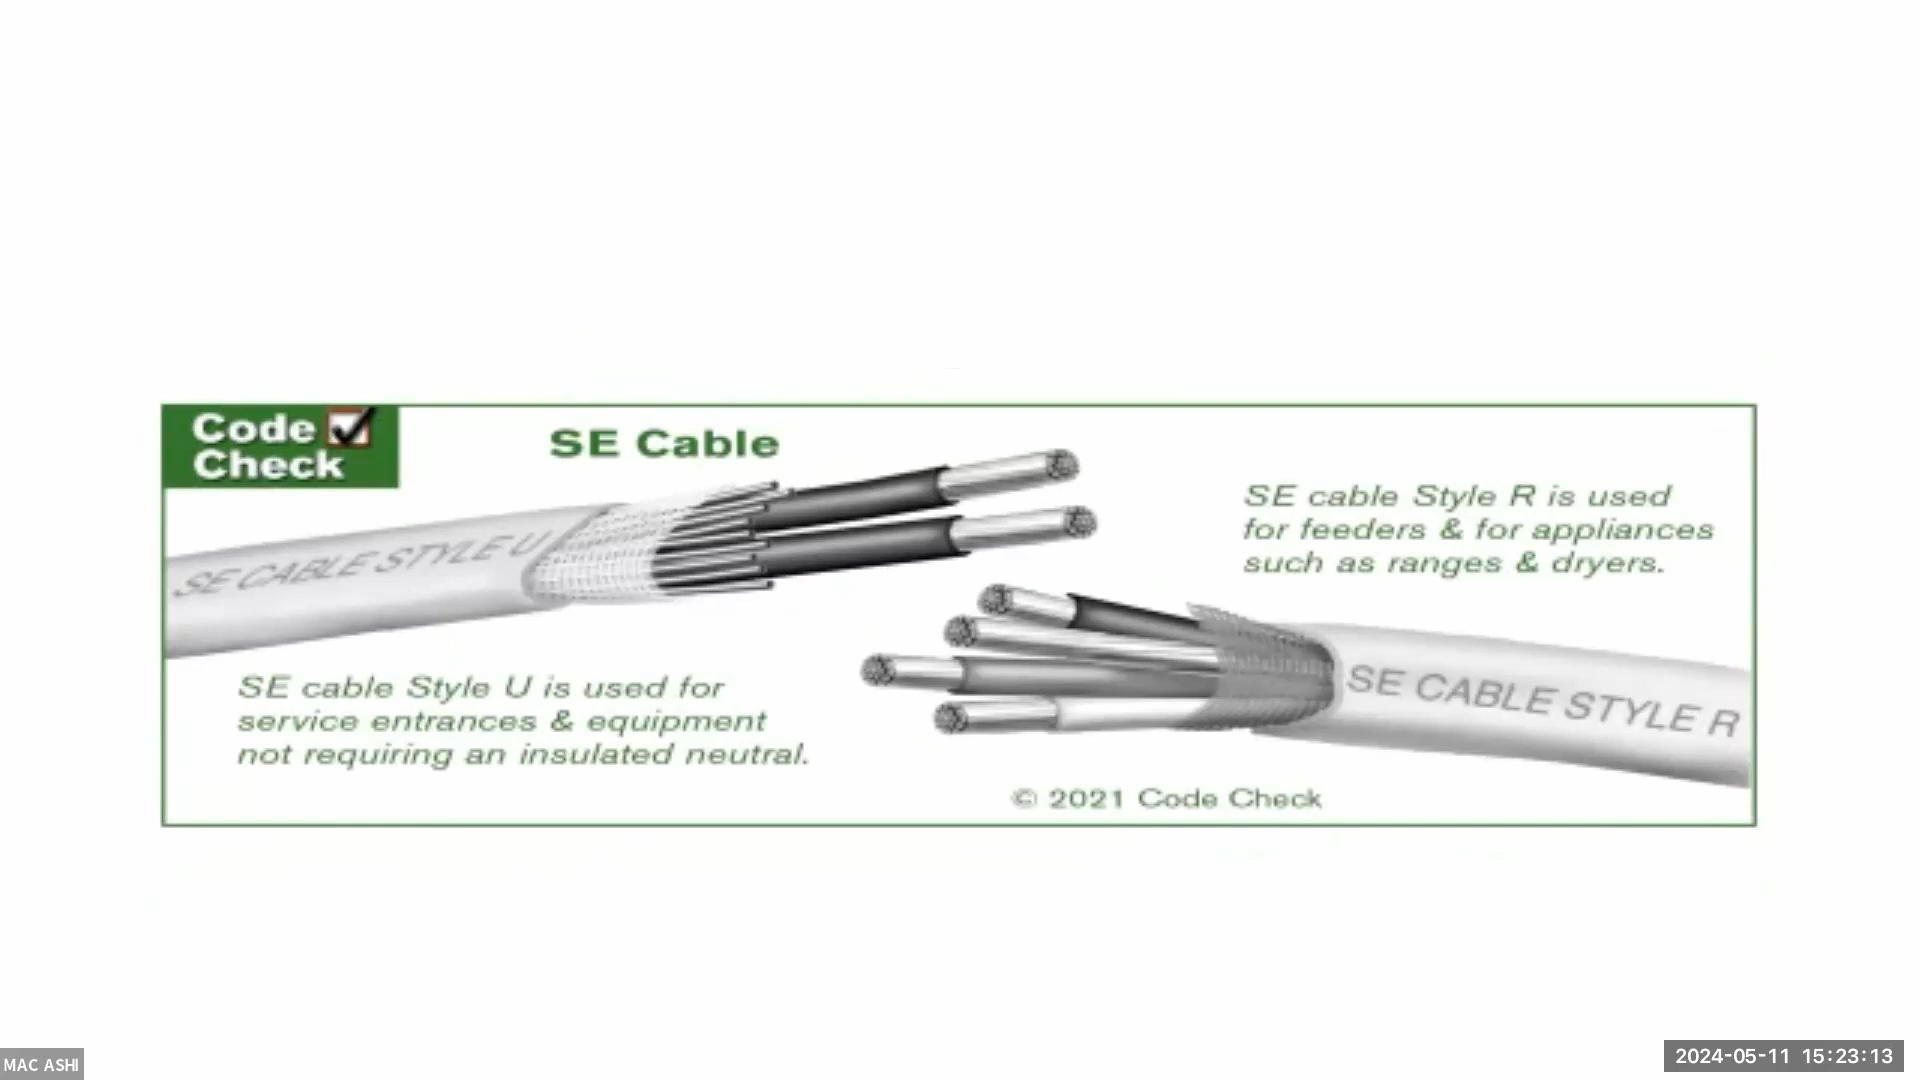 Code
Check
SE Cable
SE CABLE STYLE U
SE cable Style R is used
for feeders & for appliances
such as ranges & dryers.
SE CABLE STYLE R
SE cable Style U is used for
service entrances & equipment
not requiring an insulated neutral.
© 2021 Code Check
MAC ASHI
2024-05-11 15:23:13